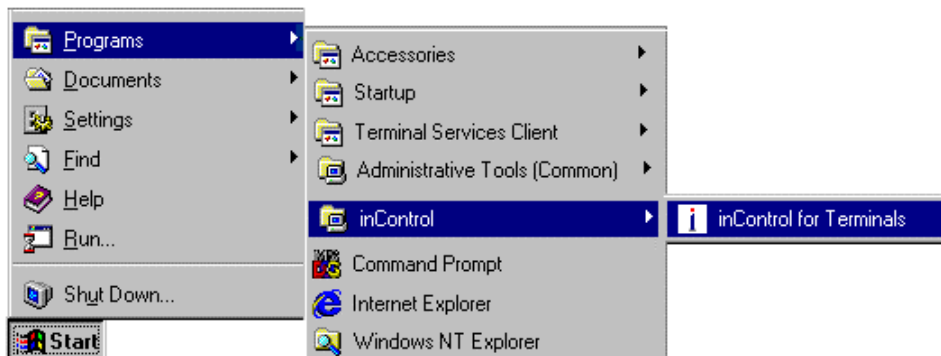 Programs
Documents
Settings
Find
Help
Run...
Shut Down...
Start
Accessories
Startup
Terminal Services Client
Administrative Tools (Common)
inControl
Command Prompt
Internet Explorer
Windows NT Explorer
inControl for Terminals